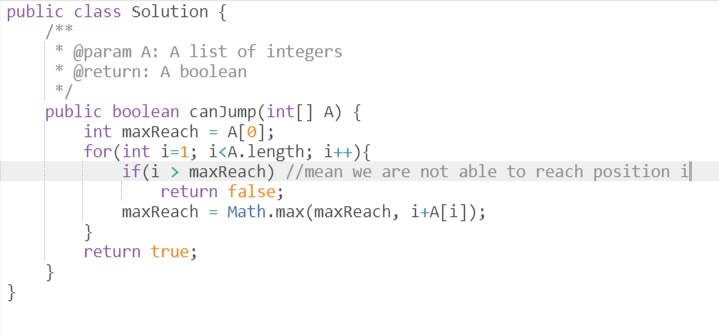 public class Solution {
    /**
     * @param A: A list of integers
     * @return: A boolean
     */
    public boolean canJump(int[] A) {
        int maxReach = A[0];
        for(int i=1; i<A.length; i++){
            if(i > maxReach) //mean we are not able to reach position i
                return false;
            maxReach = Math.max(maxReach, i+A[i]);
        }
        return true;
    }
}